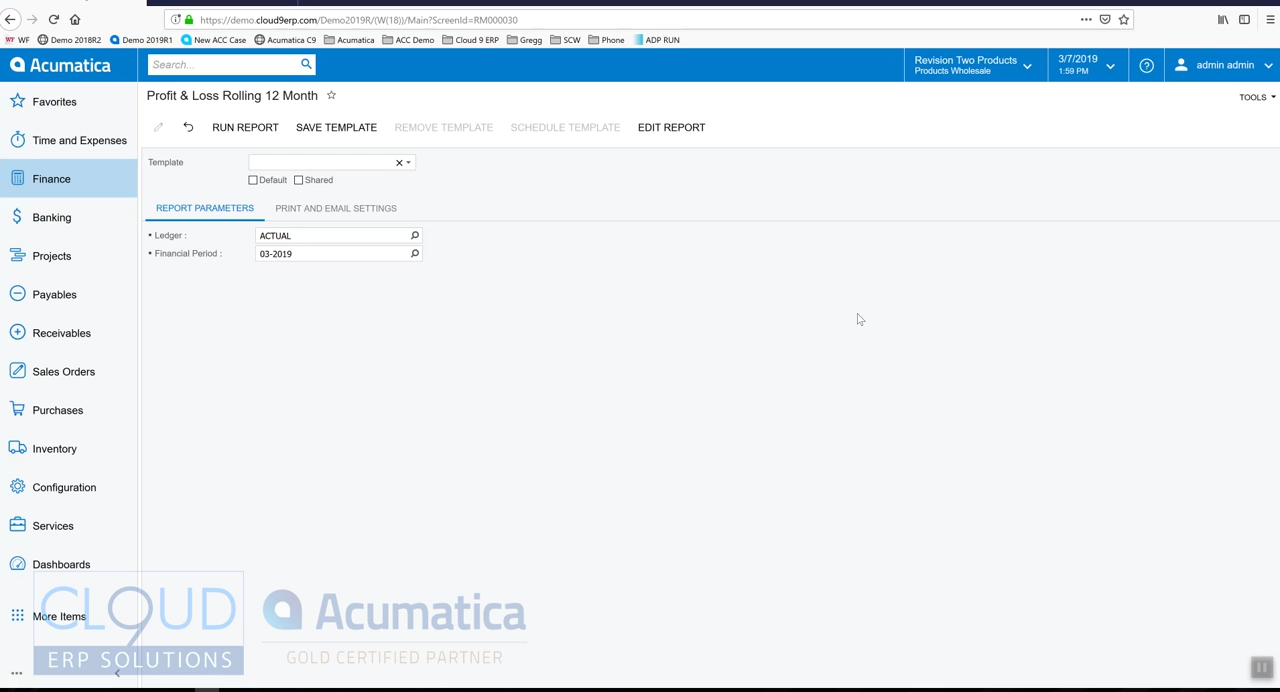 https://demo.cloud9erp.com/Demo2019R/(W(18))/Main?ScreenId=RM000030
WF WF Demo 2018R2 Demo 2019R1 New ACC Case Acumatica C9 Acumatica ACC Demo Cloud 9 ERP Gregg SCW Phone ADP RUN
Acumatica
Search...
Revision Two Products
Products Wholesale
3/7/2019
1:59 PM
admin admin
Favorites
Time and Expenses
Finance
Banking
Projects
Payables
Receivables
Sales Orders
Purchases
Inventory
Configuration
Services
Dashboards
More Items
Profit & Loss Rolling 12 Month
TOOLS
RUN REPORT SAVE TEMPLATE REMOVE TEMPLATE SCHEDULE TEMPLATE EDIT REPORT
Template
Default Shared
REPORT PARAMETERS PRINT AND EMAIL SETTINGS
Ledger : ACTUAL
Financial Period : 03-2019
CLOUD
9
ERP SOLUTIONS
Acumatica
GOLD CERTIFIED PARTNER